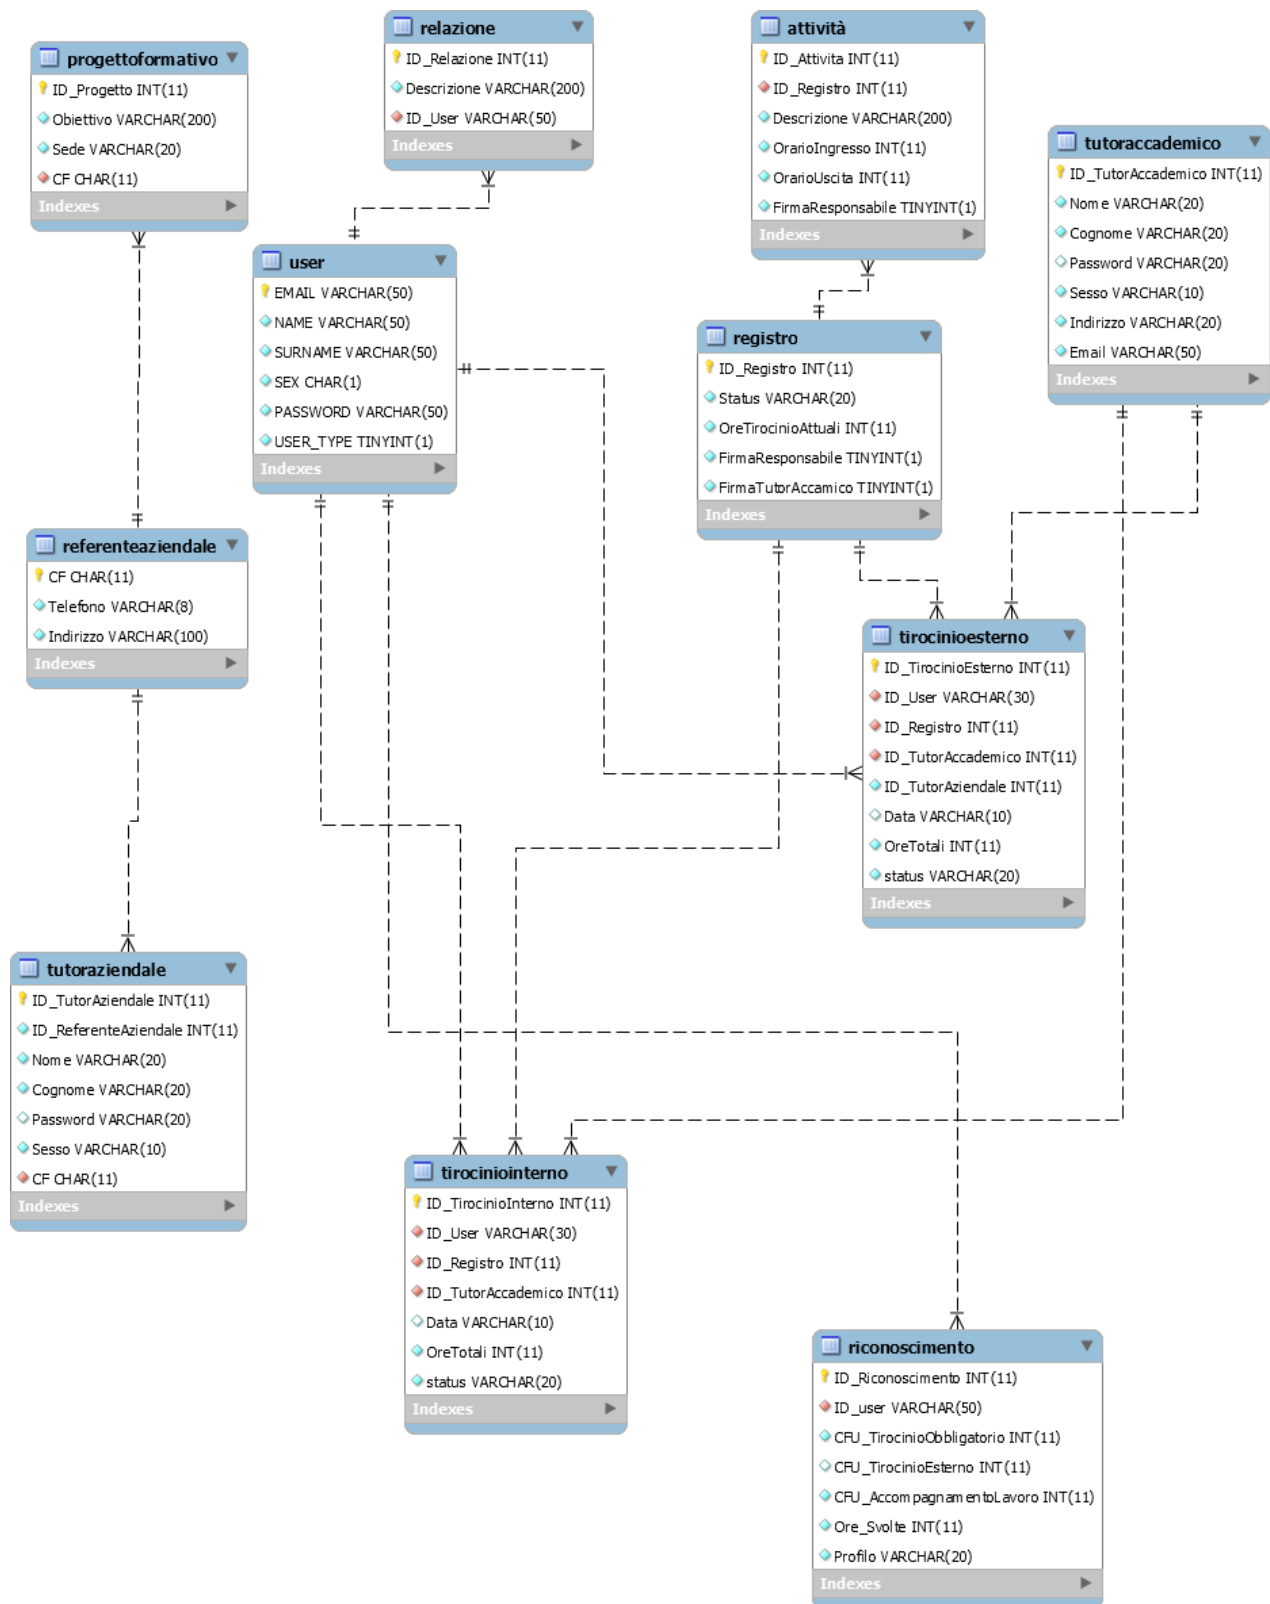 progettoformativo
ID_Progetto INT(11)
Obiettivo VARCHAR(200)
Sede VARCHAR(20)
CF CHAR(11)
Indexes
relazione
ID_Relazione INT(11)
Descrizione VARCHAR(200)
ID_User VARCHAR(50)
Indexes
attività
ID_Attivita INT(11)
ID_Registro INT(11)
Descrizione VARCHAR(200)
OrarioIngresso INT(11)
OrarioUscita INT(11)
FirmaResponsabile TINYINT(1)
Indexes
tutoraccademico
ID_TutorAccademico INT(11)
Nome VARCHAR(20)
Cognome VARCHAR(20)
Password VARCHAR(20)
Sesso VARCHAR(10)
Indirizzo VARCHAR(20)
Email VARCHAR(50)
Indexes
user
EMAIL VARCHAR(50)
NAME VARCHAR(50)
SURNAME VARCHAR(50)
SEX CHAR(1)
PASSWORD VARCHAR(50)
USER_TYPE TINYINT(1)
Indexes
registro
ID_Registro INT(11)
Status VARCHAR(20)
OreTirocinioAttuali INT(11)
FirmaResponsabile TINYINT(1)
FirmaTutorAccamico TINYINT(1)
Indexes
referenteaziendale
CF CHAR(11)
Telefono VARCHAR(8)
Indirizzo VARCHAR(100)
Indexes
tirocinioesterno
ID_TirocinioEsterno INT(11)
ID_User VARCHAR(30)
ID_Registro INT(11)
ID_TutorAccademico INT(11)
ID_TutorAziendale INT(11)
Data VARCHAR(10)
OreTotali INT(11)
status VARCHAR(20)
Indexes
tutoraziendale
ID_TutorAziendale INT(11)
ID_ReferenteAziendale INT(11)
Nome VARCHAR(20)
Cognome VARCHAR(20)
Password VARCHAR(20)
Sesso VARCHAR(10)
CF CHAR(11)
Indexes
tirociniointerno
ID_TirocinioInterno INT(11)
ID_User VARCHAR(30)
ID_Registro INT(11)
ID_TutorAccademico INT(11)
Data VARCHAR(10)
OreTotali INT(11)
status VARCHAR(20)
Indexes
riconoscimento
ID_Riconoscimento INT(11)
ID_user VARCHAR(50)
CFU_TirocinioObbligatorio INT(11)
CFU_TirocinioEsterno INT(11)
CFU_AccompagnamentoLavoro INT(11)
Ore_Svolte INT(11)
Profilo VARCHAR(20)
Indexes